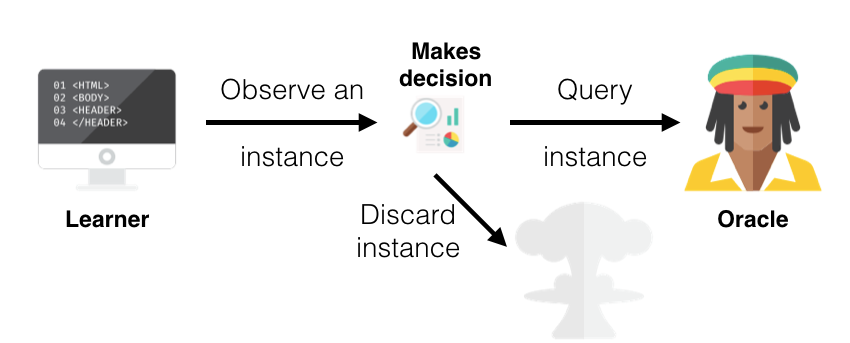 Makes
decision
01 <HTML>
02 <BODY>
03 <HEADER>
04 </HEADER>
Observe an
instance
Query
instance
Discard
instance
Learner
Oracle